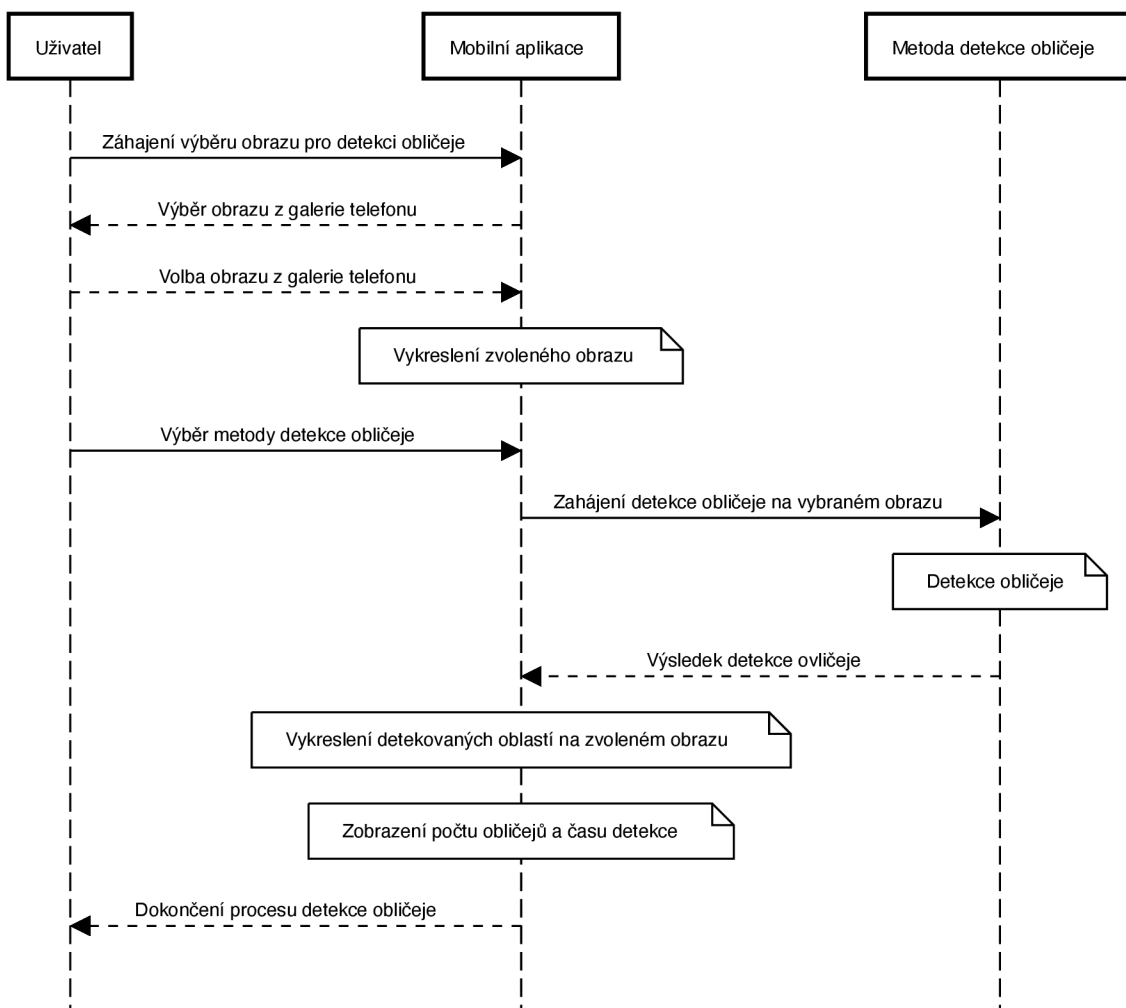 Uživatel
Mobilní aplikace
Metoda detekce obličeje
Záhajení výběru obrazu pro detekci obličeje
Výběr obrazu z galerie telefonu
Volba obrazu z galerie telefonu
Vykreslení zvoleného obrazu
Výběr metody detekce obličeje
Zahájení detekce obličeje na vybraném obrazu
Detekce obličeje
Výsledek detekce ovličeje
Vykreslení detekovaných oblastí na zvoleném obrazu
Zobrazení počtu obličejů a času detekce
Dokončení procesu detekce obličeje